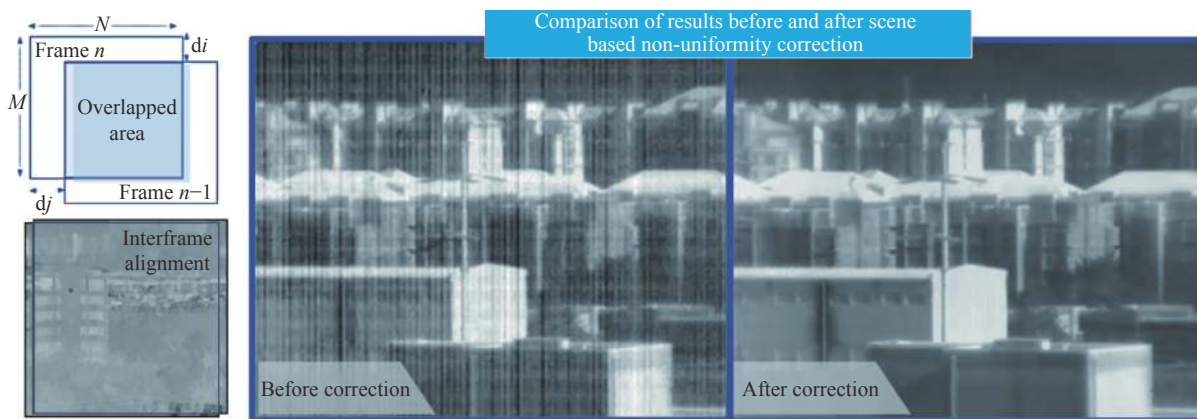 N
Frame n
di
M
Overlapped
area
Frame n−1
dj
Interframe
alignment
Comparison of results before and after scene
based non-uniformity correction
Before correction
After correction